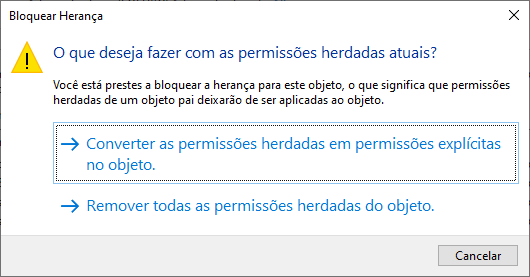 Bloquear Herança
O que deseja fazer com as permissões herdadas atuais?
Você está prestes a bloquear a herança para este objeto, o que significa que permissões
herdadas de um objeto pai deixarão de ser aplicadas ao objeto.
Converter as permissões herdadas em permissões explícitas
no objeto.
Remover todas as permissões herdadas do objeto.
Cancelar